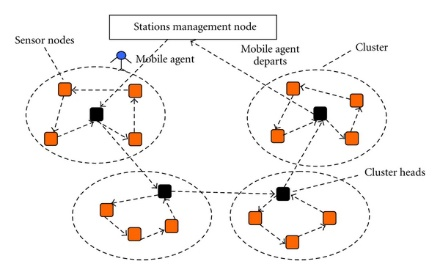 Stations management node
Sensor nodes
Mobile agent
Mobile agent
departs
Cluster
Cluster heads